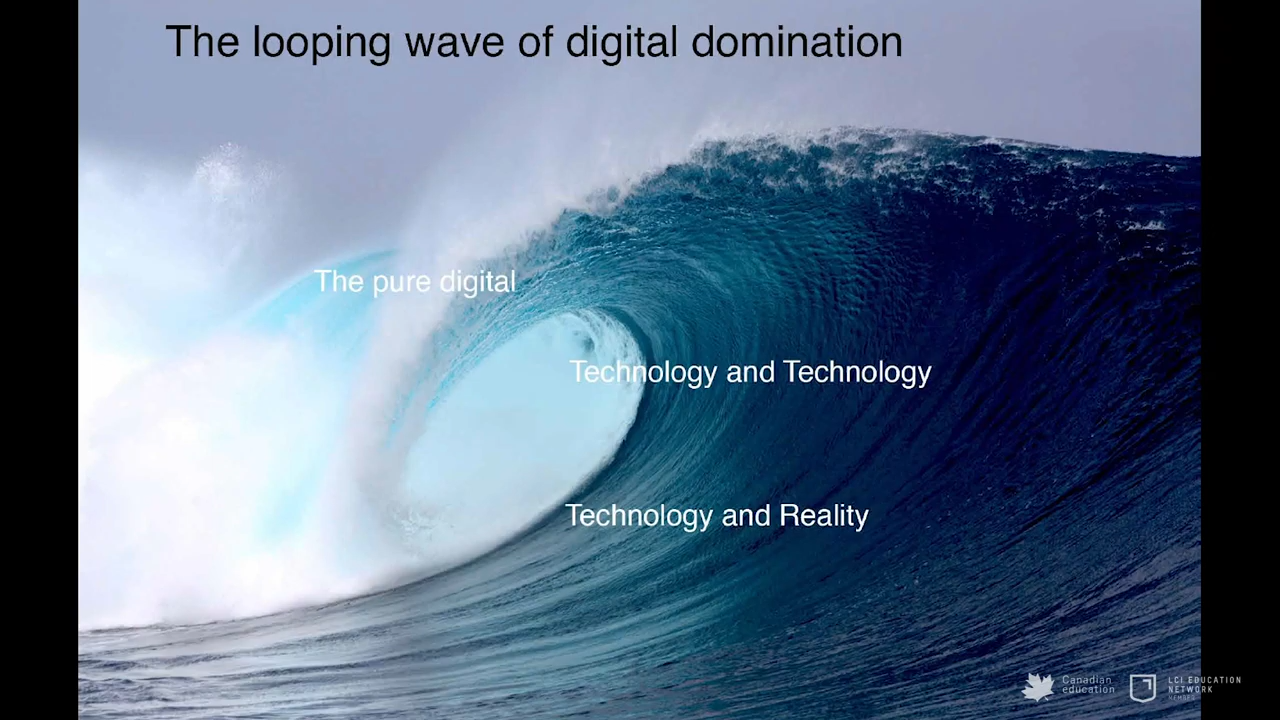 The looping wave of digital domination
The pure digital
Technology and Technology
Technology and Reality
Canadian
education
LCI EDUCATION
NETWORK
MEMBER